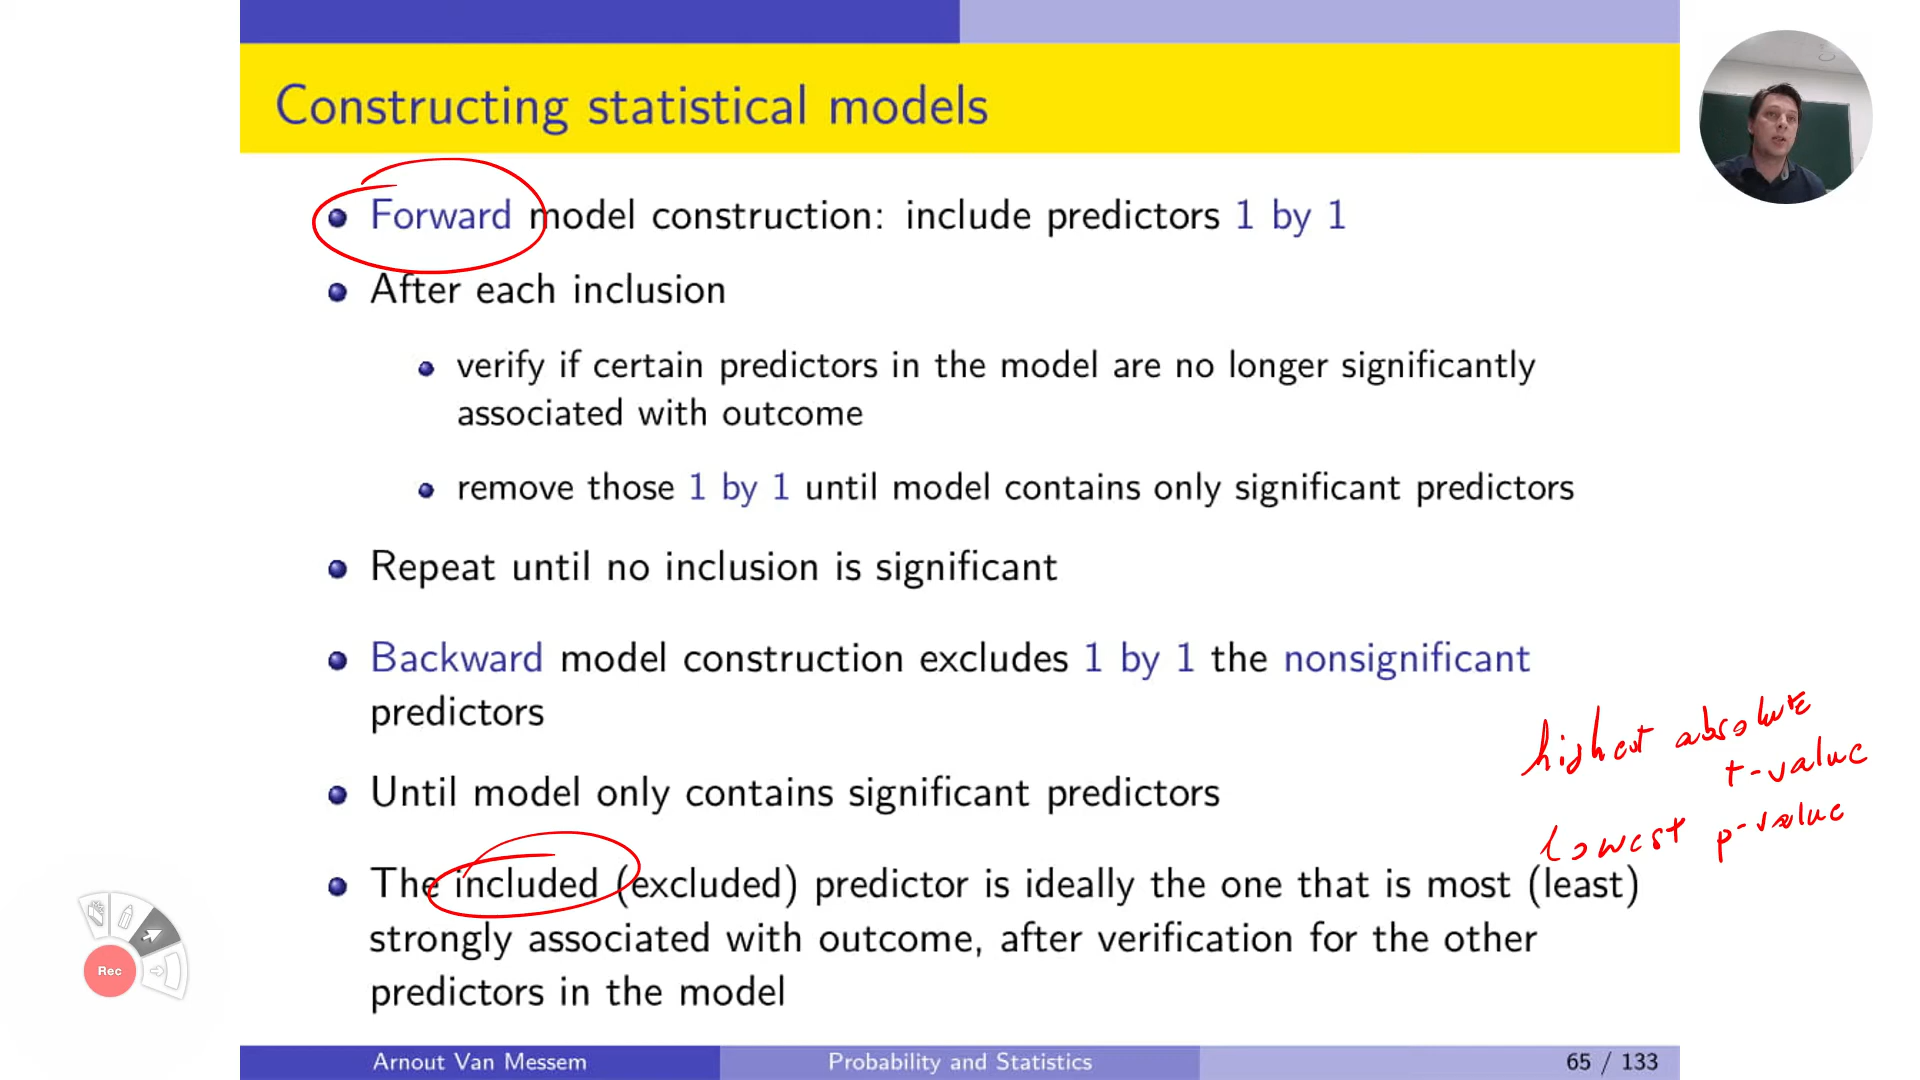 Constructing statistical models
Forward model construction: include predictors 1 by 1
After each inclusion
verify if certain predictors in the model are no longer significantly
associated with outcome
remove those 1 by 1 until model contains only significant predictors
Repeat until no inclusion is significant
Backward model construction excludes 1 by 1 the nonsignificant
predictors
highest absolute
t-value
Until model only contains significant predictors
lowest p-value
The included (excluded) predictor is ideally the one that is most (least)
strongly associated with outcome, after verification for the other
predictors in the model
Rec
Arnout Van Messem
Probability and Statistics
65 / 133